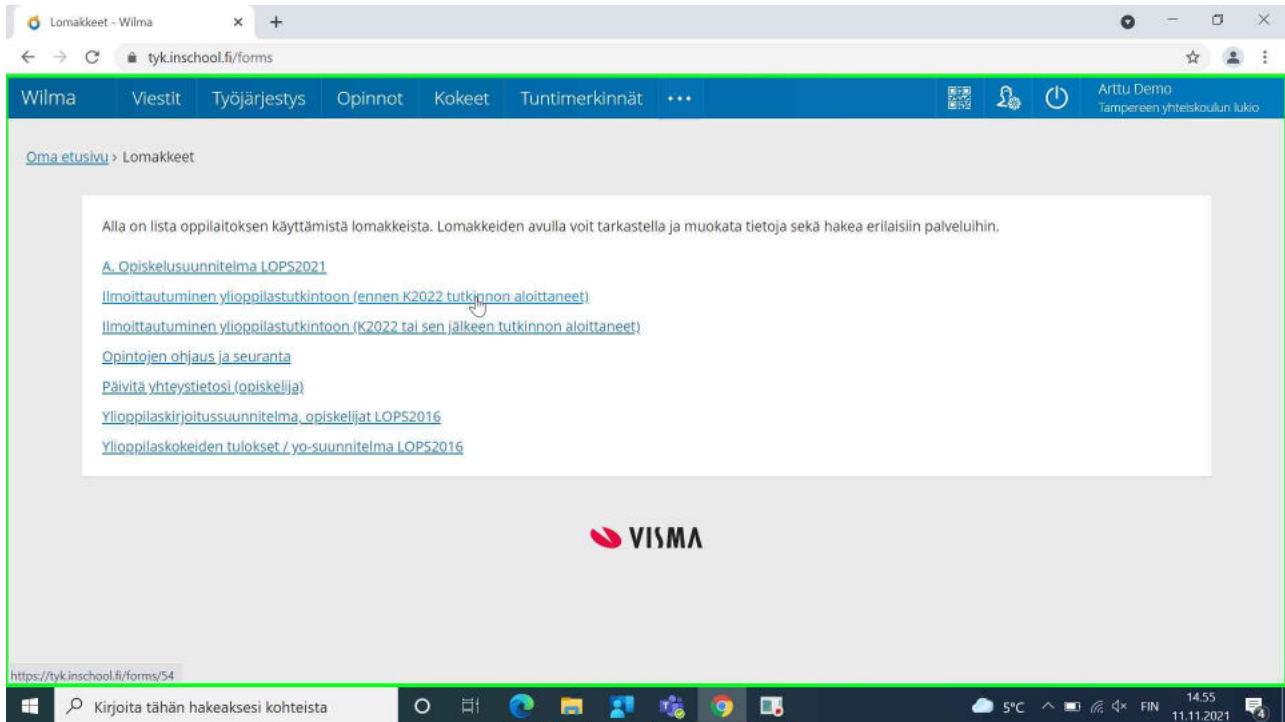 Lomakkeet - Wilma
tyk.inschool.fi/forms
Wilma Viestit Työjärjestys Opinnot Kokeet Tuntimerkinnät
Arttu Demo
Tampereen yhteiskoulun lukio
Oma etusivu › Lomakkeet
Alla on lista oppilaitoksen käyttämistä lomakkeista. Lomakkeiden avulla voit tarkastella ja muokata tietoja sekä hakea erilaisiin palveluihin.
A. Opiskelusuunnitelma LOPS2021
Ilmoittautuminen ylioppilastutkintoon (ennen K2022 tutkinnon aloittaneet)
Ilmoittautuminen ylioppilastutkintoon (K2022 tai sen jälkeen tutkinnon aloittaneet)
Opintojen ohjaus ja seuranta
Päivitä yhteystietosi (opiskelija)
Ylioppilaskirjoitussuunnitelma, opiskelijat LOPS2016
Ylioppilaskokeiden tulokset / yo-suunnitelma LOPS2016
VISMA
https://tyk.inschool.fi/forms/54
Kirjoita tähän hakeaksesi kohteista
5°C FIN
14.55
11.11.2021
4